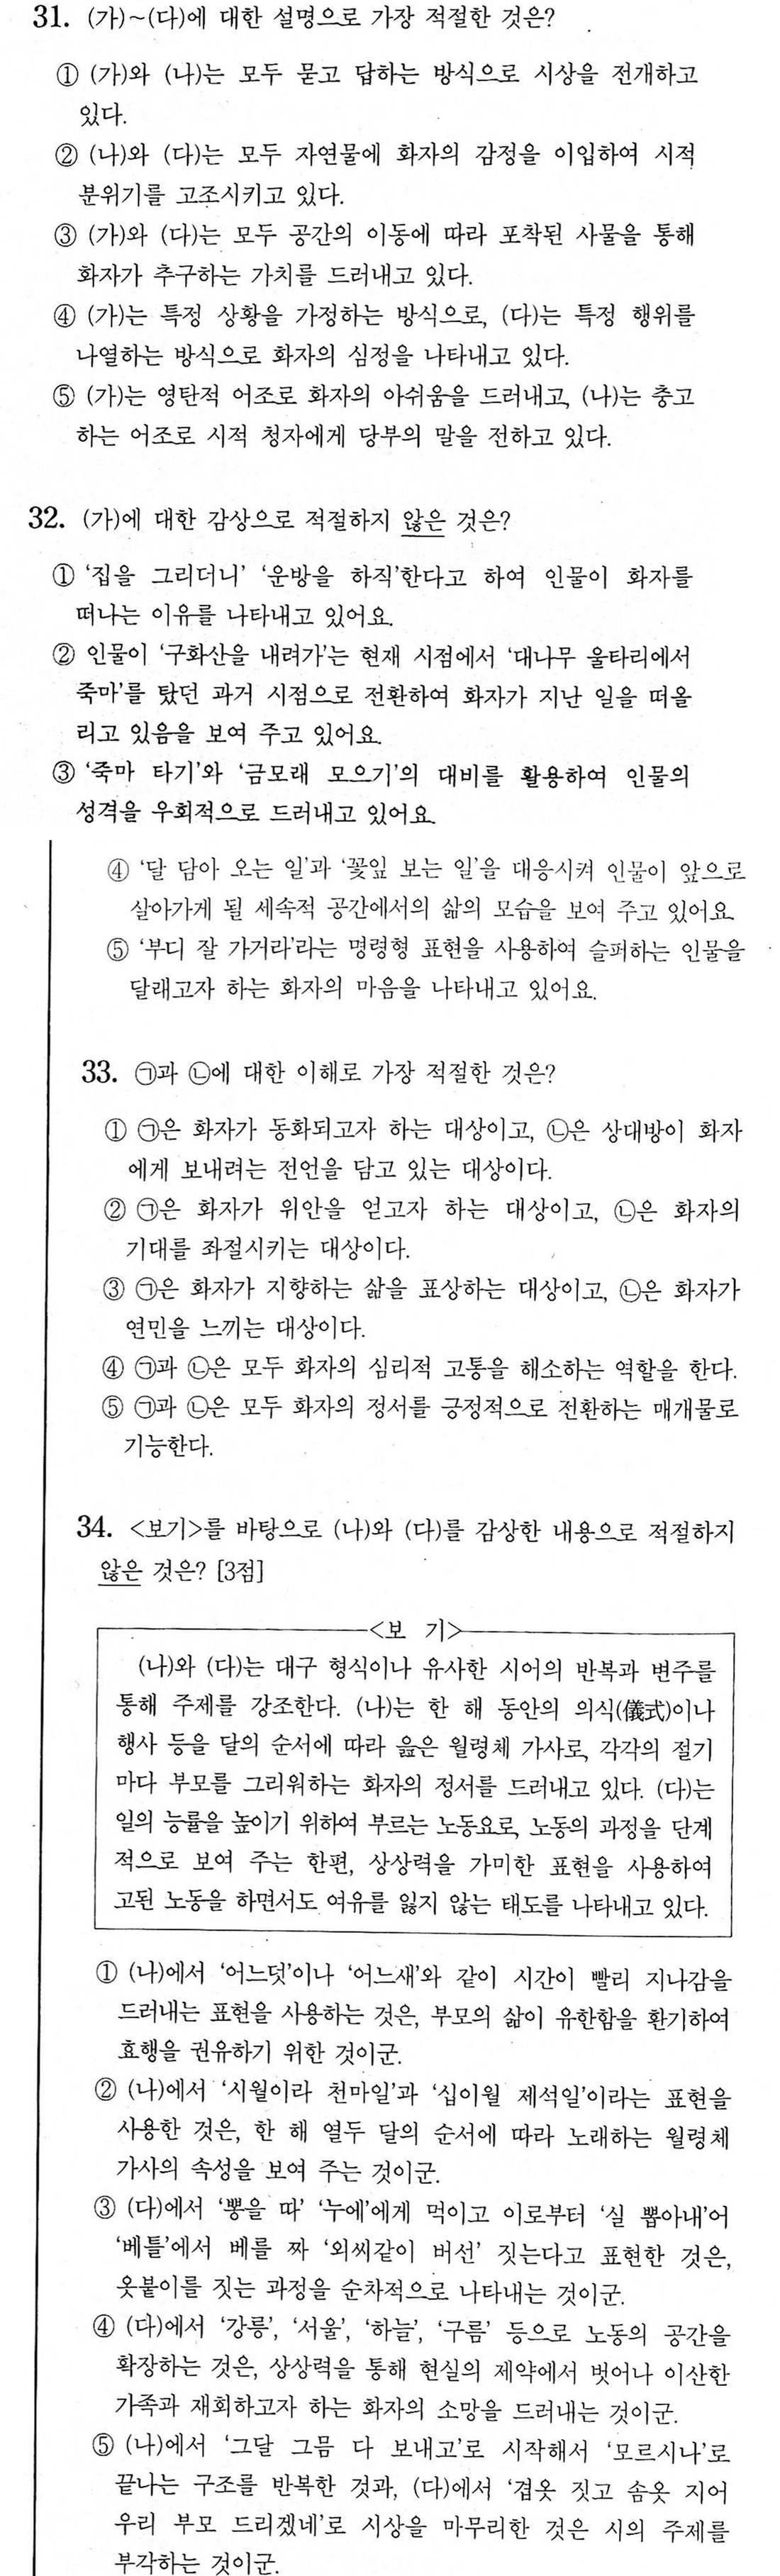 31. (가)~(다)에 대한 설명으로 가장 적절한 것은?
① (가)와 (나)는 모두 묻고 답하는 방식으로 시상을 전개하고
있다.
② (나)와 (다)는 모두 자연물에 화자의 감정을 이입하여 시적
분위기를 고조시키고 있다.
③ (가)와 (다)는 모두 공간의 이동에 따라 포착된 사물을 통해
화자가 추구하는 가치를 드러내고 있다.
④ (가)는 특정 상황을 가정하는 방식으로, (다)는 특정 행위를
나열하는 방식으로 화자의 심정을 나타내고 있다.
⑤ (가)는 영탄적 어조로 화자의 아쉬움을 드러내고, (나)는 충고
하는 어조로 시적 청자에게 당부의 말을 전하고 있다.
32. (가)에 대한 감상으로 적절하지 않은 것은?
① ‘집을 그리더니’ ‘운방을 하직’한다고 하여 인물이 화자를
떠나는 이유를 나타내고 있어요.
② 인물이 ‘구화산을 내려가’는 현재 시점에서 ‘대나무 울타리에서
죽마’를 탔던 과거 시점으로 전환하여 화자가 지난 일을 떠올
리고 있음을 보여 주고 있어요.
③ ‘죽마 타기’와 ‘금모래 모으기’의 대비를 활용하여 인물의
성격을 우회적으로 드러내고 있어요.
④ ‘달 담아 오는 일’과 ‘꽃잎 보는 일’을 대응시켜 인물이 앞으로
살아가게 될 세속적 공간에서의 삶의 모습을 보여 주고 있어요.
⑤ ‘부디 잘 가거라’라는 명령형 표현을 사용하여 슬퍼하는 인물을
달래고자 하는 화자의 마음을 나타내고 있어요.
33. ㉠과 ㉡에 대한 이해로 가장 적절한 것은?
① ㉠은 화자가 동화되고자 하는 대상이고, ㉡은 상대방이 화자
에게 보내려는 전언을 담고 있는 대상이다.
② ㉠은 화자가 위안을 얻고자 하는 대상이고, ㉡은 화자의
기대를 좌절시키는 대상이다.
③ ㉠은 화자가 지향하는 삶을 표상하는 대상이고, ㉡은 화자가
연민을 느끼는 대상이다.
④ ㉠과 ㉡은 모두 화자의 심리적 고통을 해소하는 역할을 한다.
⑤ ㉠과 ㉡은 모두 화자의 정서를 긍정적으로 전환하는 매개물로
기능한다.
34. <보기>를 바탕으로 (나)와 (다)를 감상한 내용으로 적절하지
않은 것은? [3점]
<보 기>
(나)와 (다)는 대구 형식이나 유사한 시어의 반복과 변주를
통해 주제를 강조한다. (나)는 한 해 동안의 의식(儀式)이나
행사 등을 달의 순서에 따라 읊은 월령체 가사로, 각각의 절기
마다 부모를 그리워하는 화자의 정서를 드러내고 있다. (다)는
일의 능률을 높이기 위하여 부르는 노동요로, 노동의 과정을 단계
적으로 보여 주는 한편, 상상력을 가미한 표현을 사용하여
고된 노동을 하면서도 여유를 잃지 않는 태도를 나타내고 있다.
① (나)에서 ‘어느덧’이나 ‘어느새’와 같이 시간이 빨리 지나감을
드러내는 표현을 사용하는 것은, 부모의 삶이 유한함을 환기하여
효행을 권유하기 위한 것이군.
② (나)에서 ‘시월이라 천마일’과 ‘십이월 제석일’이라는 표현을
사용한 것은, 한 해 열두 달의 순서에 따라 노래하는 월령체
가사의 속성을 보여 주는 것이군.
③ (다)에서 ‘뽕을 따’ ‘누에’에게 먹이고 이로부터 ‘실 뽑아내’어
‘베틀’에서 베를 짜 ‘외씨같이 버선’ 짓는다고 표현한 것은,
옷붙이를 짓는 과정을 순차적으로 나타내는 것이군.
④ (다)에서 ‘강릉’, ‘서울’, ‘하늘’, ‘구름’ 등으로 노동의 공간을
확장하는 것은, 상상력을 통해 현실의 제약에서 벗어나 이산한
가족과 재회하고자 하는 화자의 소망을 드러내는 것이군.
⑤ (나)에서 ‘그달 그믐 다 보내고’로 시작해서 ‘모르시나’로
끝나는 구조를 반복한 것과, (다)에서 ‘겹옷 짓고 솜옷 지어
우리 부모 드리겠네’로 시상을 마무리한 것은 시의 주제를
부각하는 것이군.